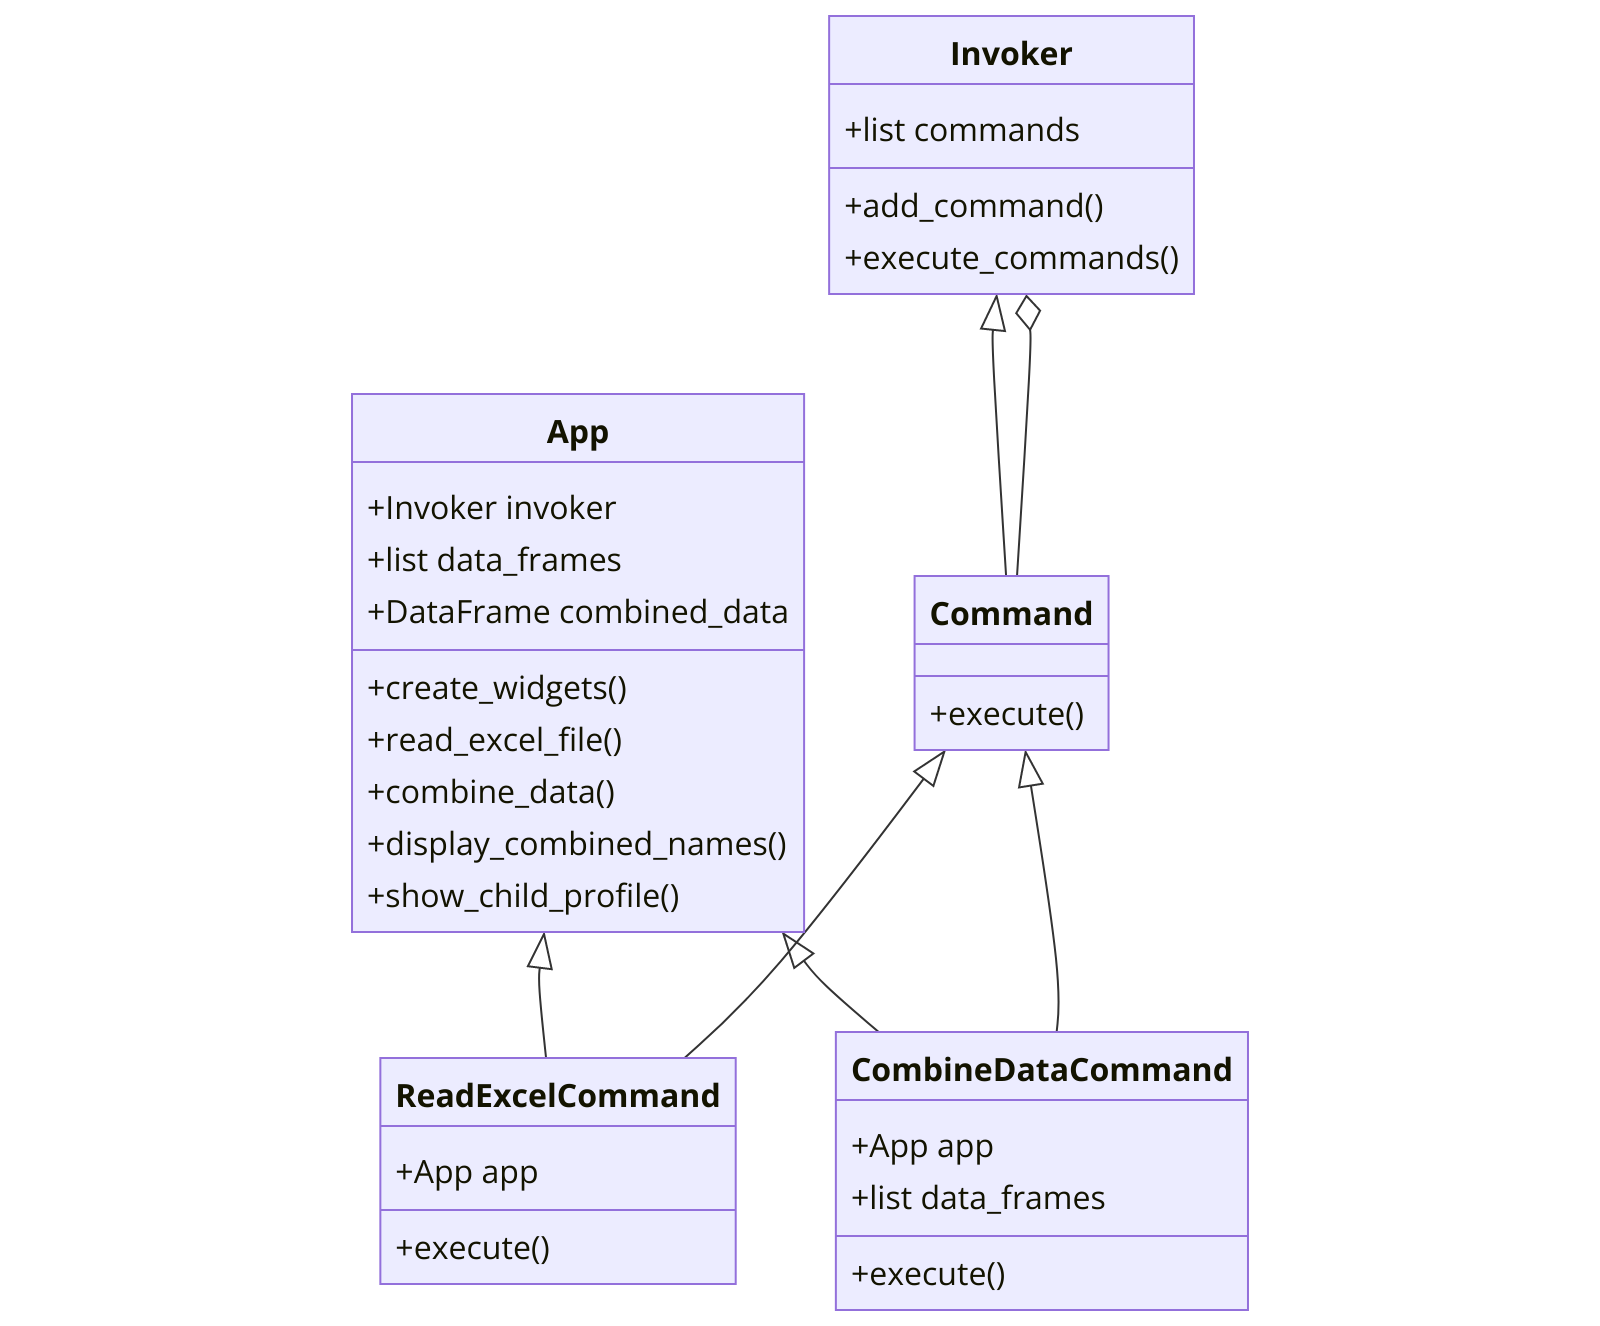 Invoker
+list commands
+add_command()
+execute_commands()
App
+Invoker invoker
+list data_frames
+DataFrame combined_data
+create_widgets()
+read_excel_file()
+combine_data()
+display_combined_names()
+show_child_profile()
Command
+execute()
ReadExcelCommand
+App app
+execute()
CombineDataCommand
+App app
+list data_frames
+execute()